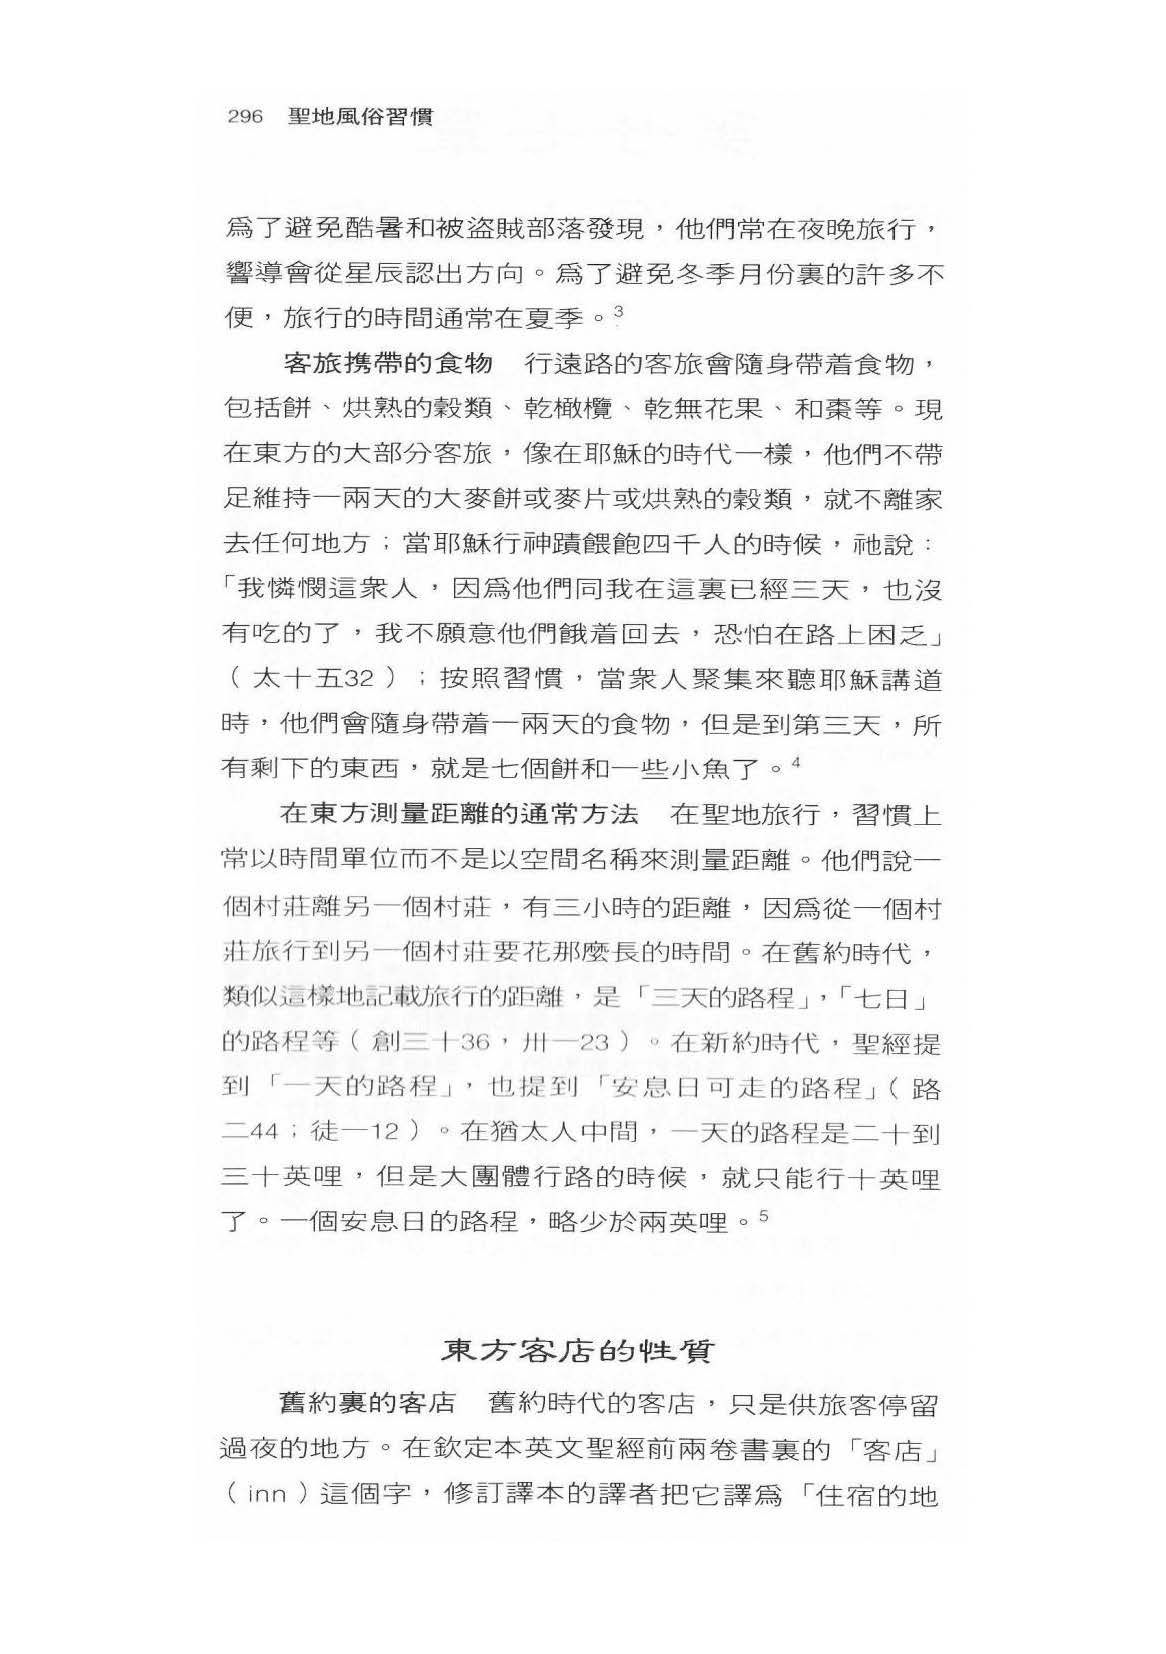 296 聖地風俗習慣
爲了避免酷暑和被盜賊部落發現，他們常在夜晚旅行，
響導會從星辰認出方向。爲了避免冬季月份裏的許多不
便，旅行的時間通常在夏季。3
客旅携帶的食物 行遠路的客旅會隨身帶着食物，
包括餅、烘熟的穀類、乾橄欖、乾無花果、和棗等。現
在東方的大部分客旅，像在耶穌的時代一樣，他們不帶
足維持一兩天的大麥餅或麥片或烘熟的穀類，就不離家
去任何地方；當耶穌行神蹟餵飽四千人的時候，祂說：
「我憐憫這衆人，因爲他們同我在這裏已經三天，也沒
有吃的了，我不願意他們餓着回去，恐怕在路上困乏」
（太十五32）；按照習慣，當衆人聚集來聽耶穌講道
時，他們會隨身帶着一兩天的食物，但是到第三天，所
有剩下的東西，就是七個餅和一些小魚了。4
在東方測量距離的通常方法 在聖地旅行，習慣上
常以時間單位而不是以空間名稱來測量距離。他們說一
個村莊離另一個村莊，有三小時的距離，因爲從一個村
莊旅行到另一個村莊要花那麼長的時間。在舊約時代，
類似這樣地記載旅行的距離，是「三天的路程」，「七日」
的路程等（創三十36，卅一23）。在新約時代，聖經提
到「一天的路程」，也提到「安息日可走的路程」（路
二44；徒一12）。在猶太人中間，一天的路程是二十到
三十英哩，但是大團體行路的時候，就只能行十英哩
了。一個安息日的路程，略少於兩英哩。5
東方客店的性質
舊約裏的客店 舊約時代的客店，只是供旅客停留
過夜的地方。在欽定本英文聖經前兩卷書裏的「客店」
（inn）這個字，修訂譯本的譯者把它譯爲「住宿的地